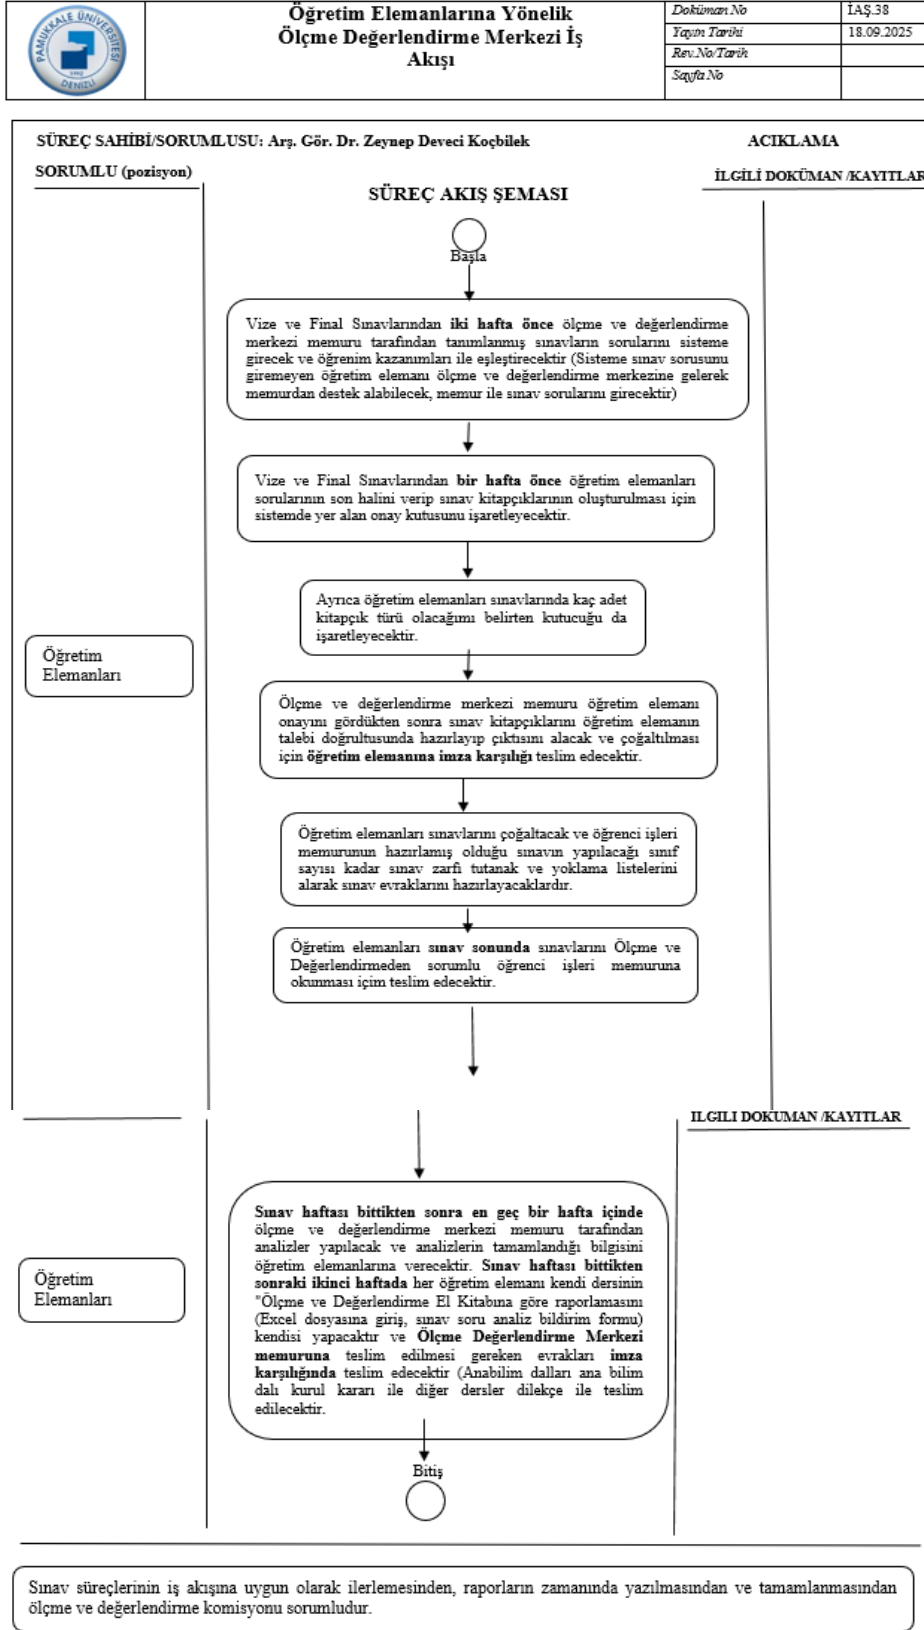 PAMUKKALE ÜNİVERSİTESİ
1992
DENİZLİ
Öğretim Elemanlarına Yönelik
Ölçme Değerlendirme Merkezi İş
Akışı
Doküman No
İAŞ.38
Yayın Tarihi
18.09.2025
Rev.No/Tarih
Sayfa No
SÜREÇ SAHİBİ/SORUMLUSU: Arş. Gör. Dr. Zeynep Deveci Koçbilek
ACIKLAMA
SORUMLU (pozisyon)
İLGİLİ DOKÜMAN /KAYITLAR
SÜREÇ AKIŞ ŞEMASI
Başla
Vize ve Final Sınavlarından iki hafta önce ölçme ve değerlendirme
merkezi memuru tarafından tanımlanmış sınavların sorularını sisteme
girecek ve öğrenim kazanımları ile eşleştirecektir (Sisteme sınav sorusunu
giremeyen öğretim elemanı ölçme ve değerlendirme merkezine gelerek
memurdan destek alabilecek, memur ile sınav sorularını girecektir)
Vize ve Final Sınavlarından bir hafta önce öğretim elemanları
sorularının son halini verip sınav kitapçıklarının oluşturulması için
sistemde yer alan onay kutusunu işaretleyecektir.
Ayrıca öğretim elemanları sınavlarında kaç adet
kitapçık türü olacağımı belirten kutucuğu da
işaretleyecektir.
Öğretim
Elemanları
Ölçme ve değerlendirme merkezi memuru öğretim elemanı
onayını gördükten sonra sınav kitapçıklarını öğretim elemanın
talebi doğrultusunda hazırlayıp çıktısını alacak ve çoğaltılması
için öğretim elemanına imza karşılığı teslim edecektir.
Öğretim elemanları sınavlarını çoğaltacak ve öğrenci işleri
memurunun hazırlamış olduğu sınavın yapılacağı sınıf
sayısı kadar sınav zarfı tutanak ve yoklama listelerini
alarak sınav evraklarını hazırlayacaklardır.
Öğretim elemanları sınav sonunda sınavlarını Ölçme ve
Değerlendirmeden sorumlu öğrenci işleri memuruna
okunması içim teslim edecektir.
ILGILI DOKUMAN /KAYITLAR
Sınav haftası bittikten sonra en geç bir hafta içinde
ölçme ve değerlendirme merkezi memuru tarafından
analizler yapılacak ve analizlerin tamamlandığı bilgisini
öğretim elemanlarına verecektir. Sınav haftası bittikten
sonraki ikinci haftada her öğretim elemanı kendi dersinin
"Ölçme ve Değerlendirme El Kitabına göre raporlamasını
(Excel dosyasına giriş, sınav soru analiz bildirim formu)
kendisi yapacaktır ve Ölçme Değerlendirme Merkezi
memuruna teslim edilmesi gereken evrakları imza
karşılığında teslim edecektir (Anabilim dalları ana bilim
dalı kurul kararı ile diğer dersler dilekçe ile teslim
edilecektir.
Öğretim
Elemanları
Bitiş
Sınav süreçlerinin iş akışına uygun olarak ilerlemesinden, raporların zamanında yazılmasından ve tamamlanmasından
ölçme ve değerlendirme komisyonu sorumludur.